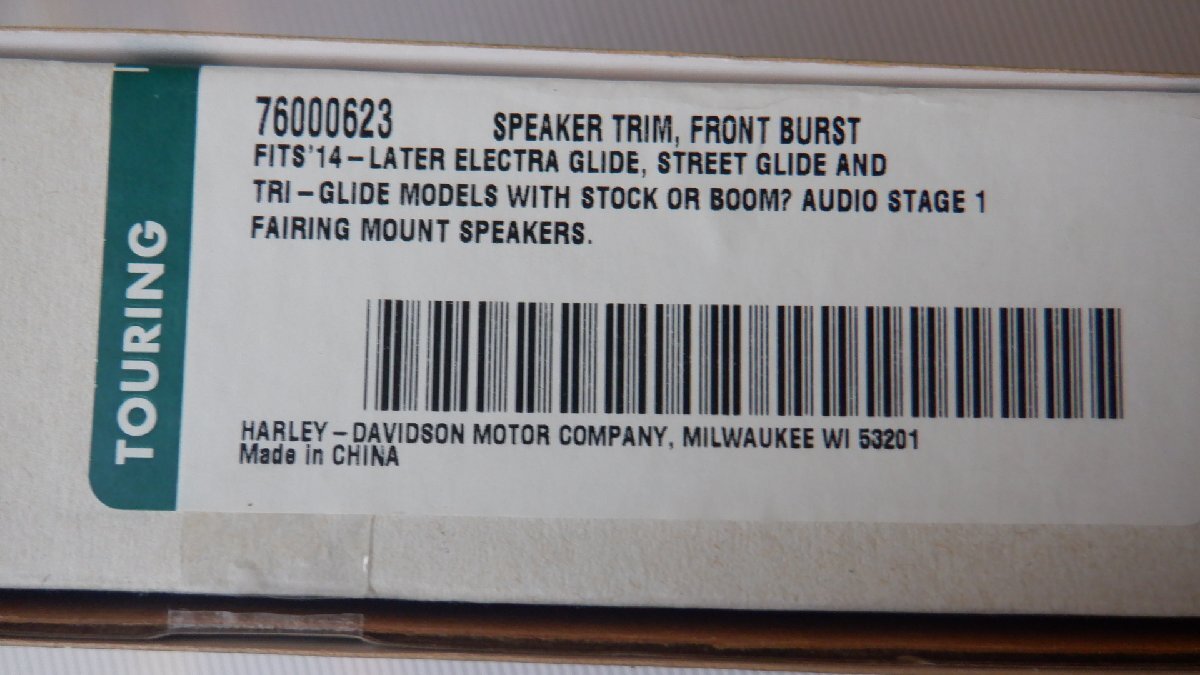 TOURING
76000623 SPEAKER TRIM, FRONT BURST
FITS'14-LATER ELECTRA GLIDE, STREET GLIDE AND
TRI-GLIDE MODELS WITH STOCK OR BOOM? AUDIO STAGE 1
FAIRING MOUNT SPEAKERS.
HARLEY-DAVIDSON MOTOR COMPANY, MILWAUKEE WI 53201
Made in CHINA